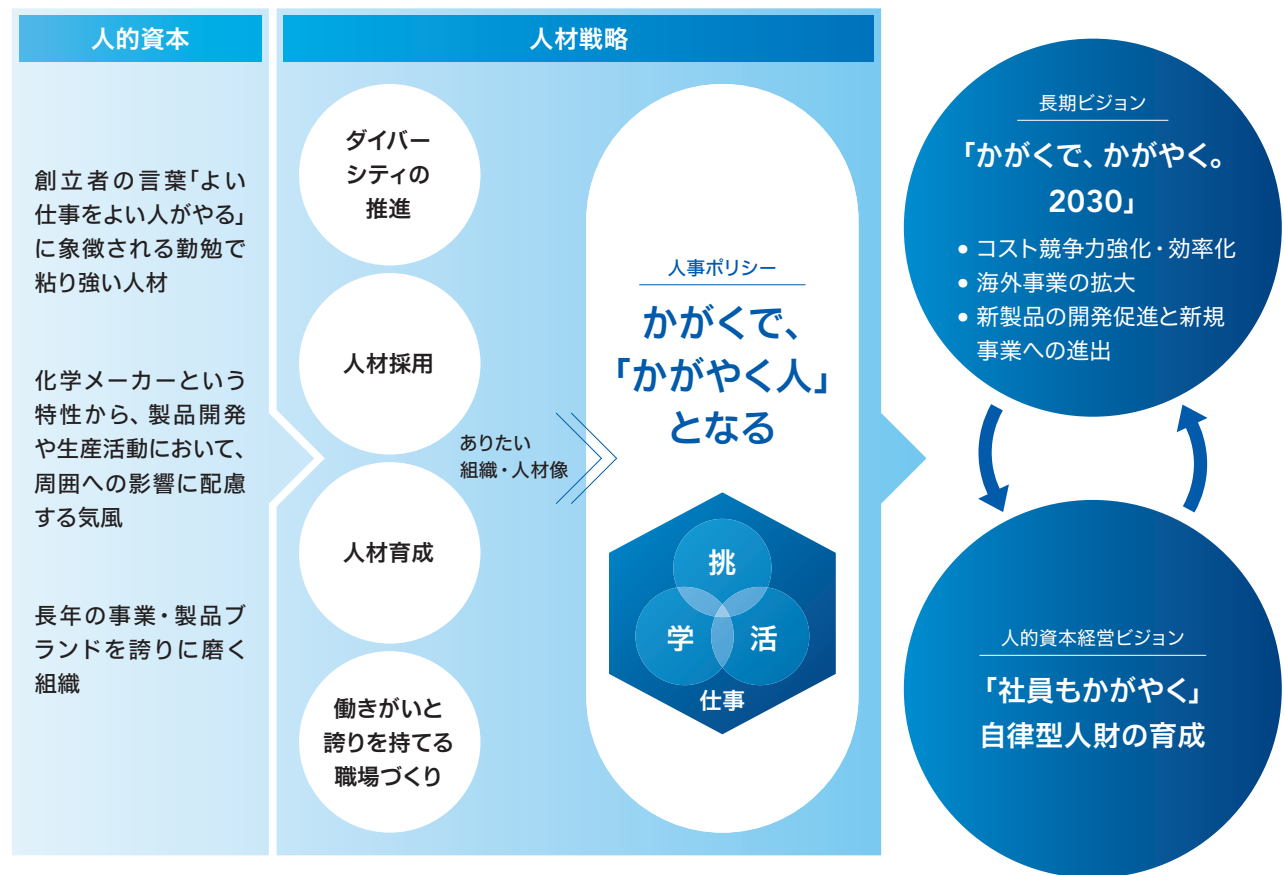 人的資本
創立者の言葉「よい
仕事をよい人がやる」
に象徴される勤勉で
粘り強い人材
化学メーカーという
特性から、製品開発
や生産活動において、
周囲への影響に配慮
する気風
長年の事業・製品ブ
ランドを誇りに磨く
組織
人材戦略
ダイバー
シティの
推進
人材採用
人材育成
働きがいと
誇りを持てる
職場づくり
ありたい
組織・人材像
人事ポリシー
かがくで、
「かがやく人」
となる
挑
学 活
仕事
長期ビジョン
「かがくで、かがやく。
2030」
• コスト競争力強化・効率化
• 海外事業の拡大
• 新製品の開発促進と新規
事業への進出
人的資本経営ビジョン
「社員もかがやく」
自律型人財の育成